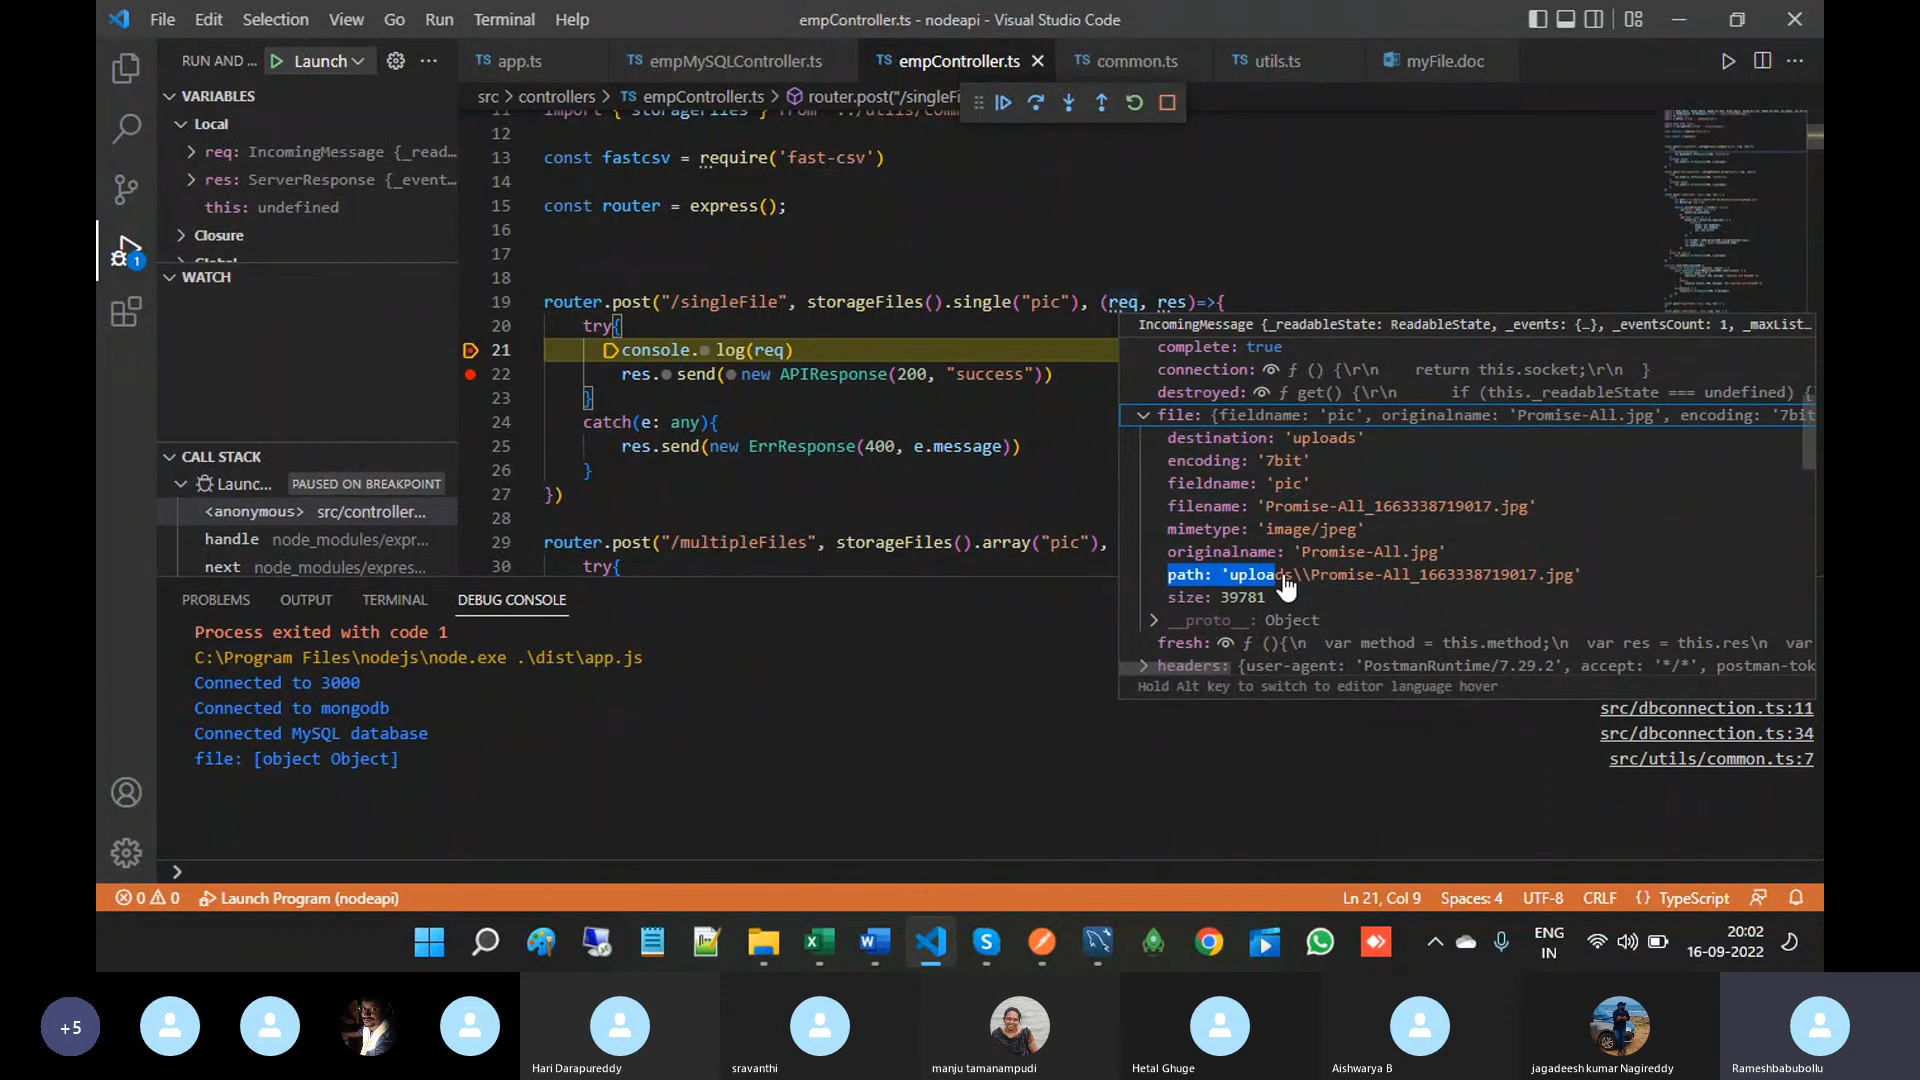 File Edit Selection View Go Run Terminal Help
empController.ts - nodeapi - Visual Studio Code
RUN AND ... Launch
app.ts empMySQLController.ts empController.ts common.ts utils.ts myFile.doc
src > controllers > empController.ts > router.post("/singleFi
VARIABLES
Local
req: IncomingMessage {_read...
res: ServerResponse {_event...
this: undefined
Closure
WATCH
CALL STACK
Launc... PAUSED ON BREAKPOINT
<anonymous> src/controller...
handle node_modules/expr...
next node_modules/expres...
12
13 const fastcsv = require('fast-csv')
14
15 const router = express();
16
17
18
19 router.post("/singleFile", storageFiles().single("pic"), (req, res)=>{
20 try{
21 console.log(req)
22 res.send(new APIResponse(200, "success"))
23 }
24 catch(e: any){
25 res.send(new ErrResponse(400, e.message))
26 }
27 })
28
29 router.post("/multipleFiles", storageFiles().array("pic"),
30 try{
IncomingMessage {_readableState: ReadableState, _events: {…}, _eventsCount: 1, _maxList…
complete: true
connection: ƒ () {\r\n return this.socket;\r\n }
destroyed: ƒ get() {\r\n if (this._readableState === undefined) {
file: {fieldname: 'pic', originalname: 'Promise-All.jpg', encoding: '7bit
destination: 'uploads'
encoding: '7bit'
fieldname: 'pic'
filename: 'Promise-All_1663338719017.jpg'
mimetype: 'image/jpeg'
originalname: 'Promise-All.jpg'
path: 'uploads\\Promise-All_1663338719017.jpg'
size: 39781
__proto__: Object
fresh: ƒ (){\n var method = this.method;\n var res = this.res\n var
headers: {user-agent: 'PostmanRuntime/7.29.2', accept: '*/*', postman-tok
Hold Alt key to switch to editor language hover
PROBLEMS OUTPUT TERMINAL DEBUG CONSOLE
Process exited with code 1
C:\Program Files\nodejs\node.exe .\dist\app.js
Connected to 3000
Connected to mongodb src/dbconnection.ts:11
Connected MySQL database src/dbconnection.ts:34
file: [object Object] src/utils/common.ts:7
0 0 Launch Program (nodeapi) Ln 21, Col 9 Spaces: 4 UTF-8 CRLF {} TypeScript
ENG
IN
20:02
16-09-2022
+5
Hari Darapureddy
sravanthi
manju tamanampudi
Hetal Ghuge
Aishwarya B
jagadeesh kumar Nagireddy
Rameshbabubollu